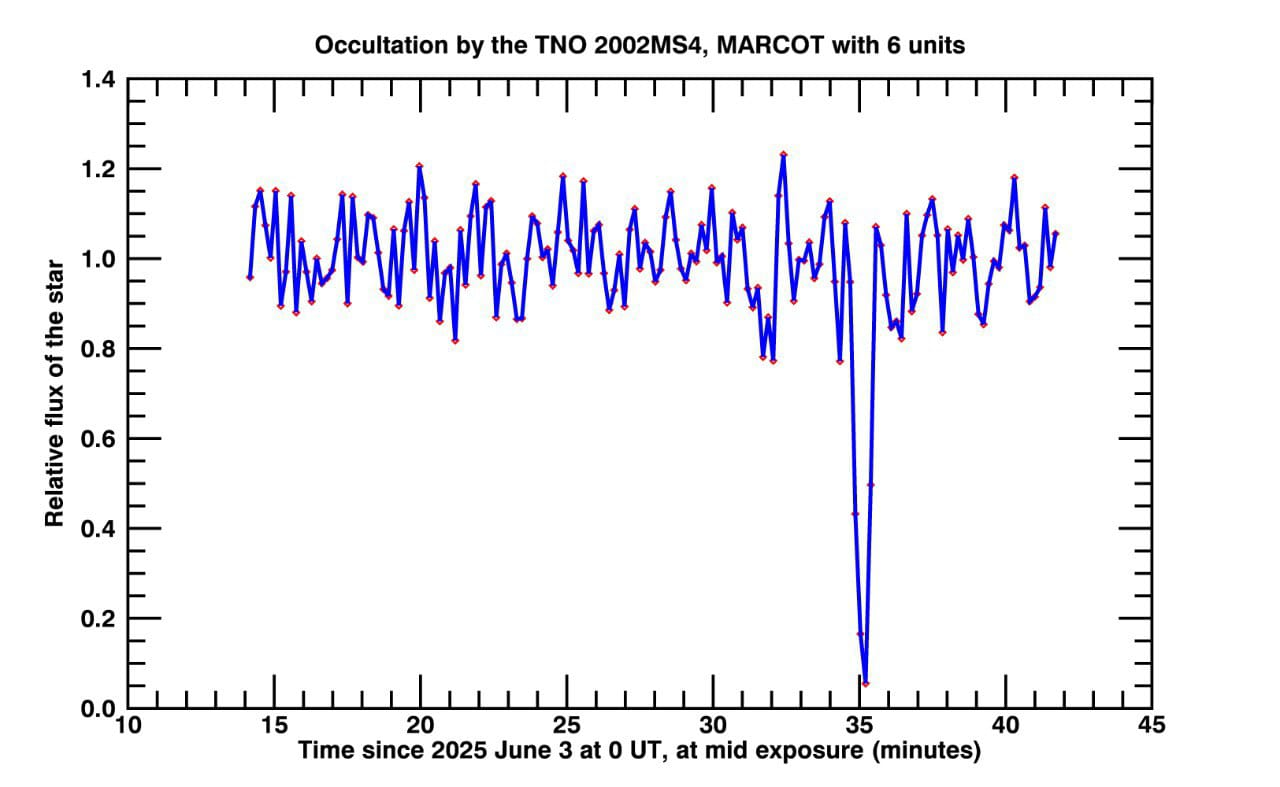 Occultation by the TNO 2002MS4, MARCOT with 6 units
1.4
1.2
1.0
0.8
0.6
0.4
0.2
0.0
Relative flux of the star
10 15 20 25 30 35 40 45
Time since 2025 June 3 at 0 UT, at mid exposure (minutes)